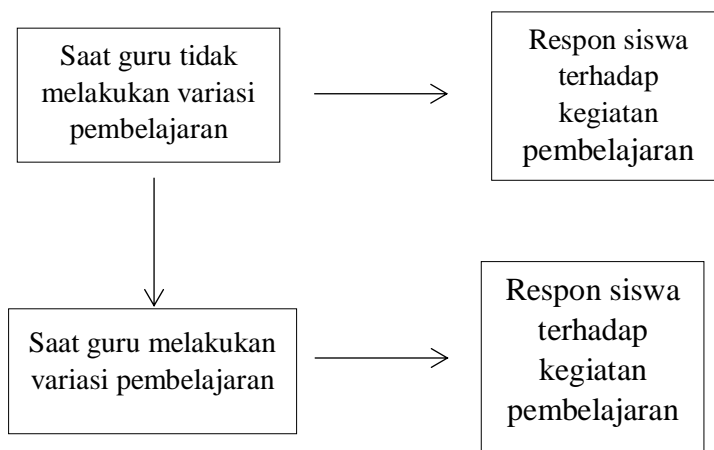 Saat guru tidak
melakukan variasi
pembelajaran
Respon siswa
terhadap
kegiatan
pembelajaran
Saat guru melakukan
variasi pembelajaran
Respon siswa
terhadap
kegiatan
pembelajaran